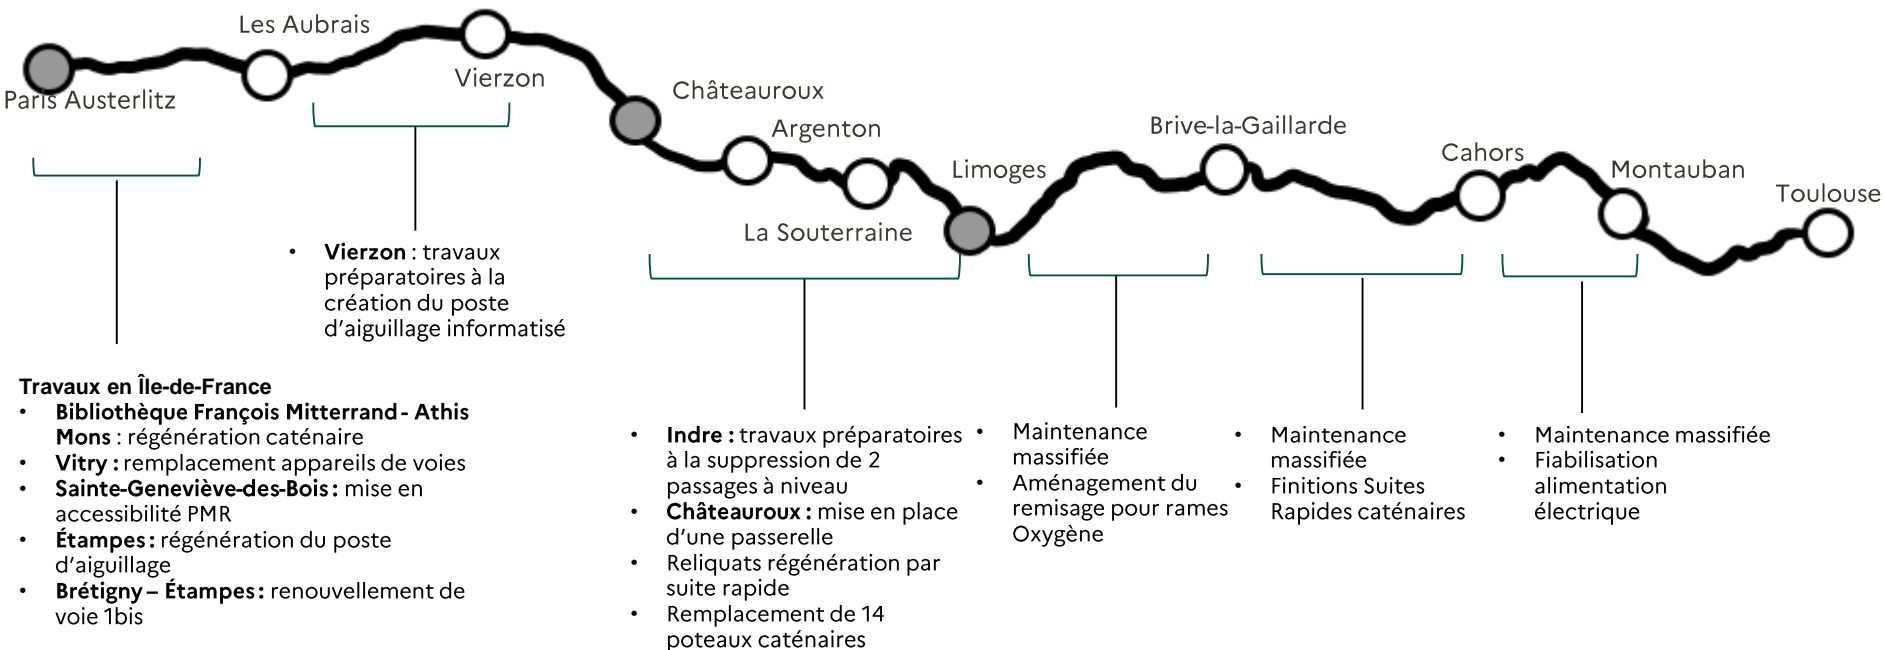 Les Aubrais
Vierzon
Paris Austerlitz
Châteauroux
Argenton
Brive-la-Gaillarde
Cahors
Limoges
Montauban
Toulouse
La Souterraine
• Vierzon : travaux
préparatoires à la
création du poste
d’aiguillage informatisé
Travaux en Île-de-France
• Bibliothèque François Mitterrand - Athis
Mons : régénération caténaire
• Vitry : remplacement appareils de voies
• Sainte-Geneviève-des-Bois : mise en
accessibilité PMR
• Étampes : régénération du poste
d’aiguillage
• Brétigny – Étampes : renouvellement de
voie 1bis
• Indre : travaux préparatoires
à la suppression de 2
passages à niveau
• Châteauroux : mise en place
d’une passerelle
• Reliquats régénération par
suite rapide
• Remplacement de 14
poteaux caténaires
• Maintenance
massifiée
• Aménagement du
remisage pour rames
Oxygène
• Maintenance
massifiée
• Finitions Suites
Rapides caténaires
• Maintenance massifiée
• Fiabilisation
alimentation
électrique